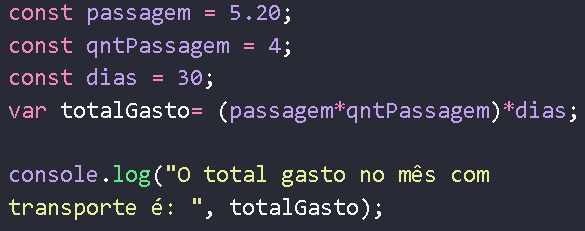 const passagem = 5.20;
const qntPassagem = 4;
const dias = 30;
var totalGasto= (passagem*qntPassagem)*dias;
console.log("O total gasto no mês com
transporte é: ", totalGasto);